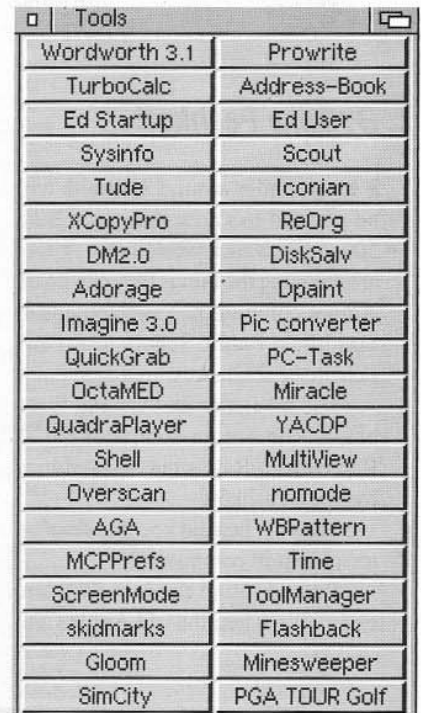 Tools
Wordworth 3.1 Prowrite
TurboCalc Address-Book
Ed Startup Ed User
Sysinfo Scout
Tude Iconian
XCopyPro ReOrg
DM2.0 DiskSalv
Adorage Dpaint
Imagine 3.0 Pic converter
QuickGrab PC-Task
OctaMED Miracle
QuadraPlayer YACDP
Shell MultiView
Overscan nomode
AGA WBPattern
MCPPrefs Time
ScreenMode ToolManager
skidmarks Flashback
Gloom Minesweeper
SimCity PGA TOUR Golf